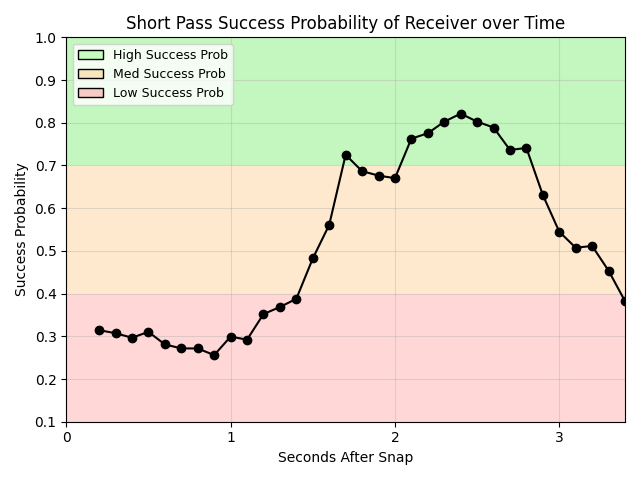 Short Pass Success Probability of Receiver over Time
1.0
0.9
0.8
0.7
0.6
0.5
0.4
0.3
0.2
0.1
Success Probability
High Success Prob
Med Success Prob
Low Success Prob
0 1 2 3
Seconds After Snap